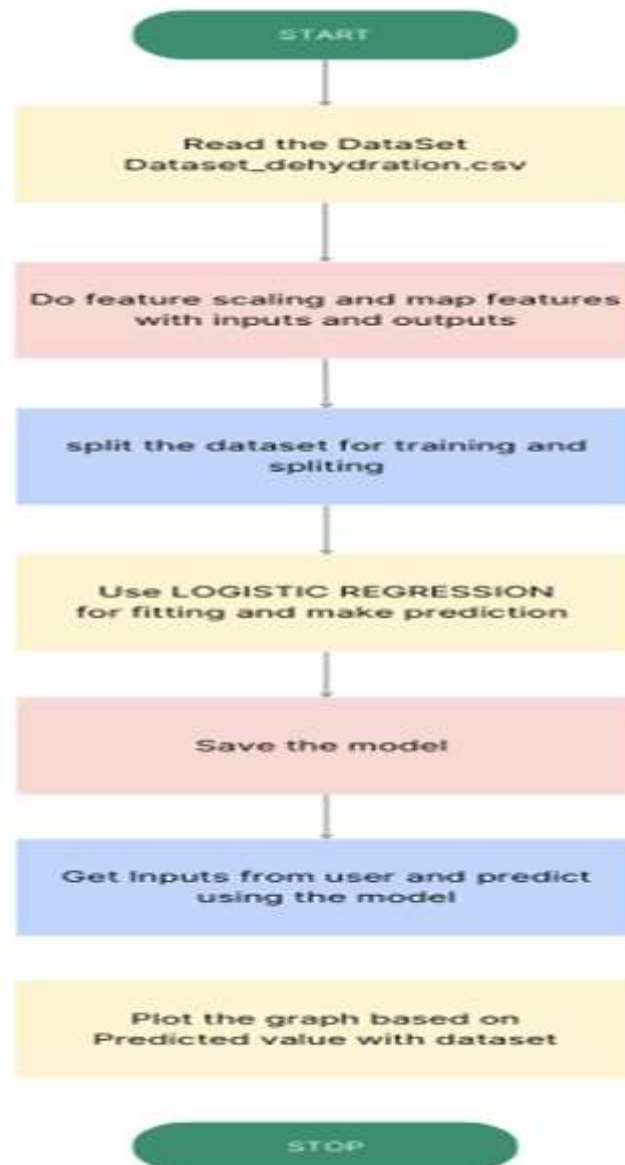 START
Read the DataSet
Dataset_dehydration.csv
Do feature scaling and map features
with inputs and outputs
split the dataset for training and
spliting
Use LOGISTIC REGRESSION
for fitting and make prediction
Save the model
Get Inputs from user and predict
using the model
Plot the graph based on
Predicted value with dataset
STOP